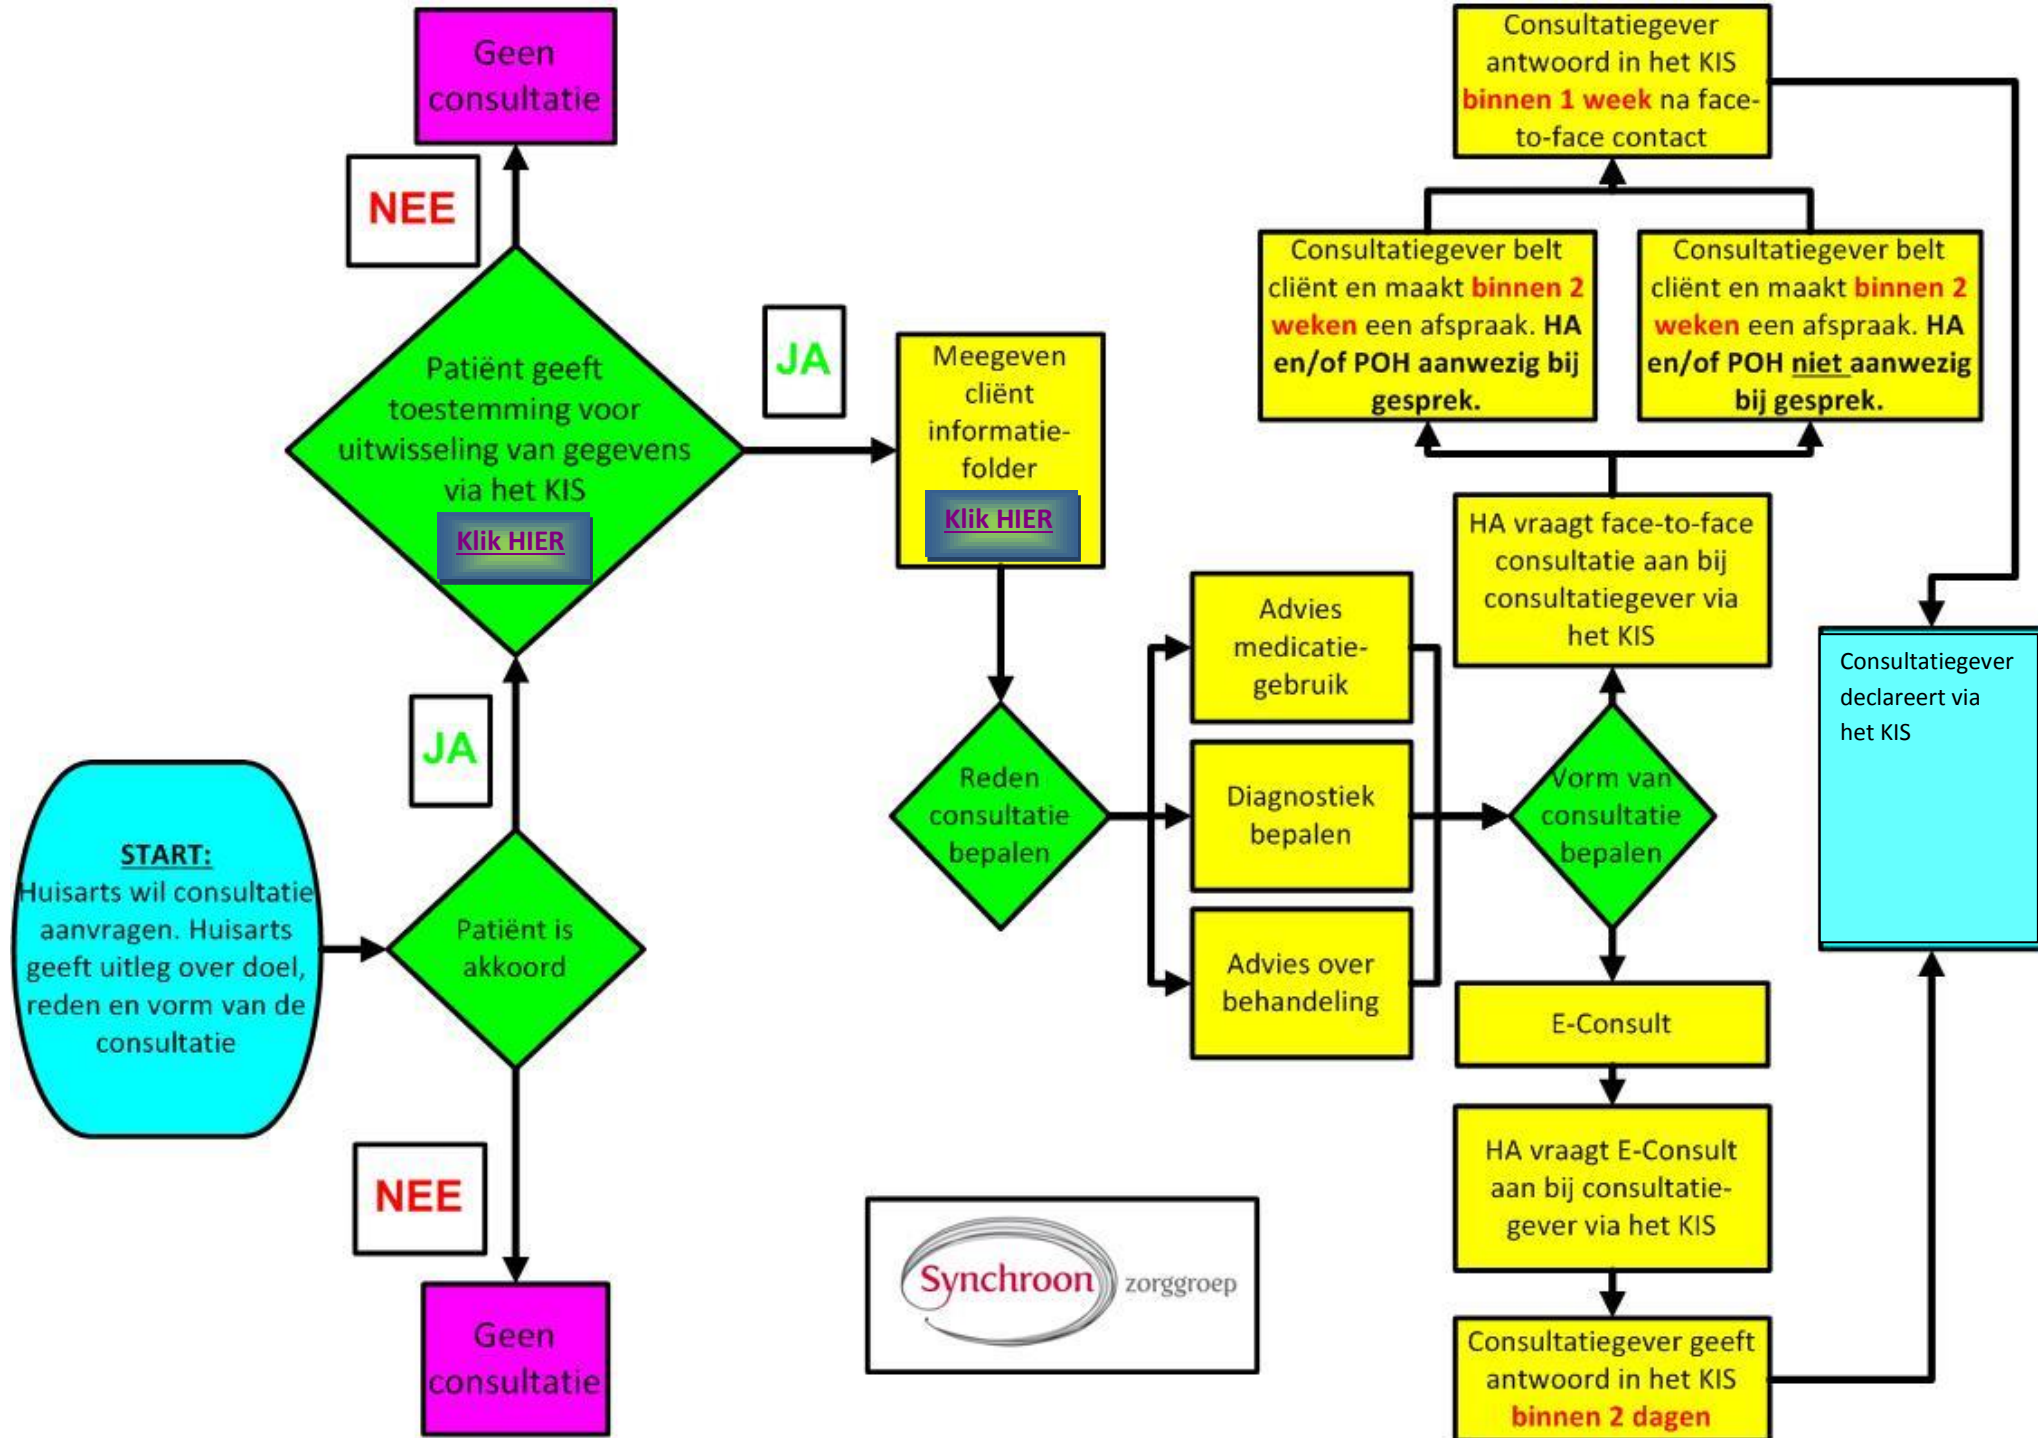 START:
Huisarts wil consultatie
aanvragen. Huisarts
geeft uitleg over doel,
reden en vorm van de
consultatie
Patiënt is
akkoord
NEE
Geen
consultatie
JA
Patiënt geeft
toestemming voor
uitwisseling van gegevens
via het KIS
Klik HIER
NEE
Geen
consultatie
JA
Meegeven
cliënt
informatie-
folder
Klik HIER
Reden
consultatie
bepalen
Advies
medicatie-
gebruik
Diagnostiek
bepalen
Advies over
behandeling
Vorm van
consultatie
bepalen
HA vraagt face-to-face
consultatie aan bij
consultatiegever via
het KIS
Consultatiegever belt
cliënt en maakt binnen 2
weken een afspraak. HA
en/of POH aanwezig bij
gesprek.
Consultatiegever belt
cliënt en maakt binnen 2
weken een afspraak. HA
en/of POH niet aanwezig
bij gesprek.
Consultatiegever
antwoord in het KIS
binnen 1 week na face-
to-face contact
E-Consult
HA vraagt E-Consult
aan bij consultatie-
gever via het KIS
Consultatiegever geeft
antwoord in het KIS
binnen 2 dagen
Consultatiegever
declareert via
het KIS
Synchroon zorggroep